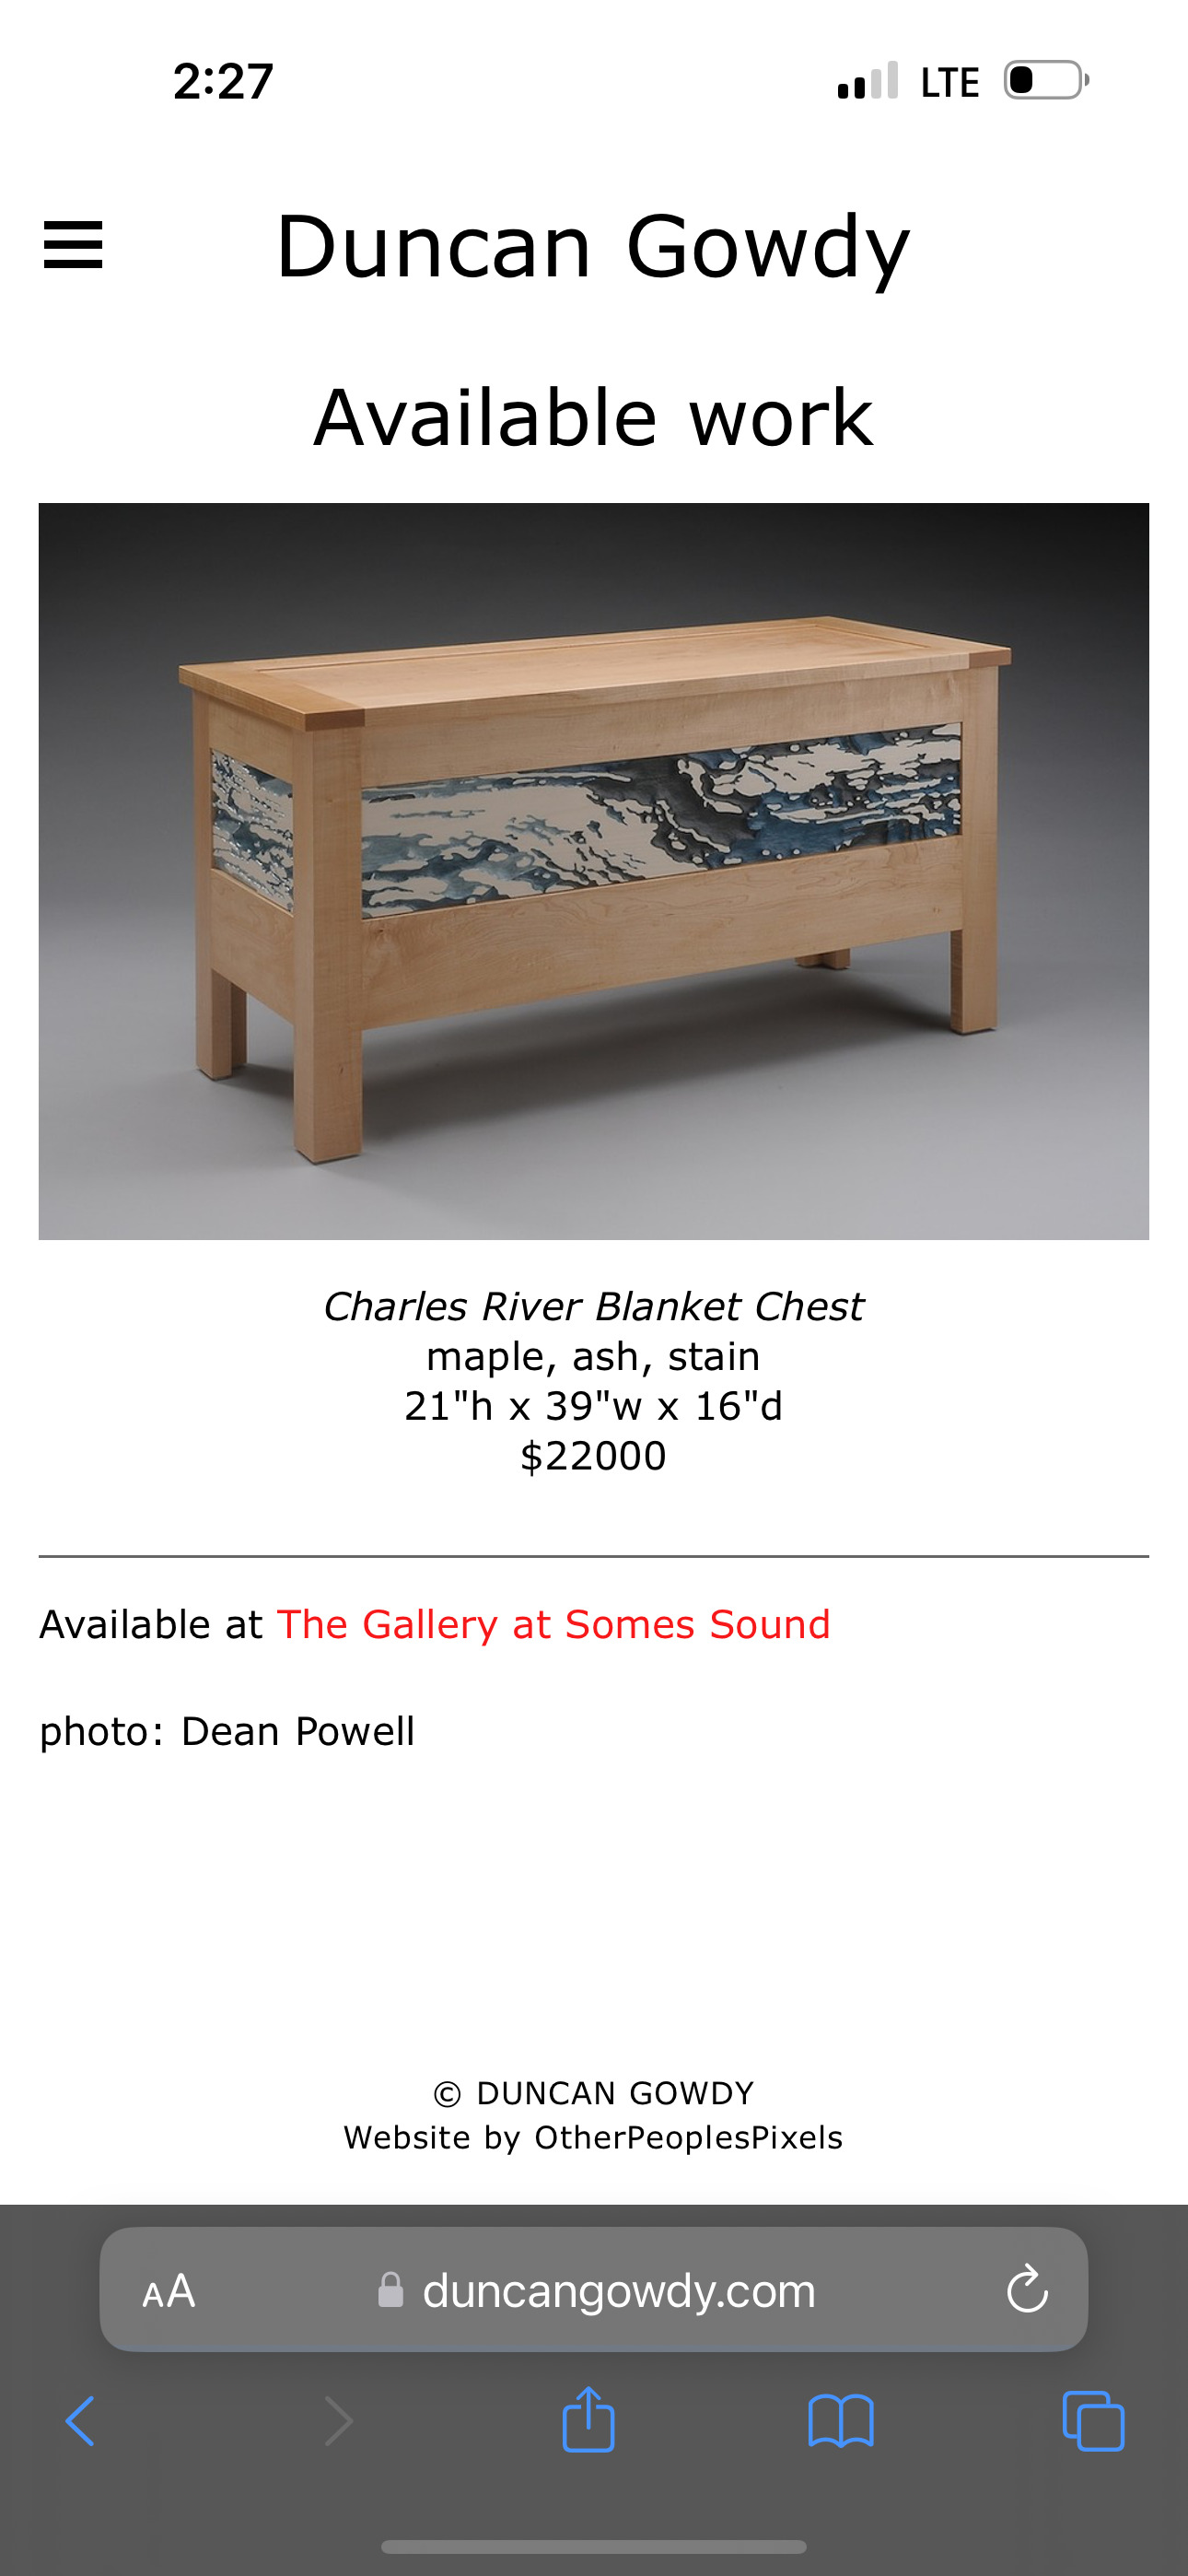 2:27
LTE
Duncan Gowdy
Available work
Charles River Blanket Chest
maple, ash, stain
21"h x 39"w x 16"d
$22000
Available at The Gallery at Somes Sound
photo: Dean Powell
© DUNCAN GOWDY
Website by OtherPeoplesPixels
AA
duncangowdy.com